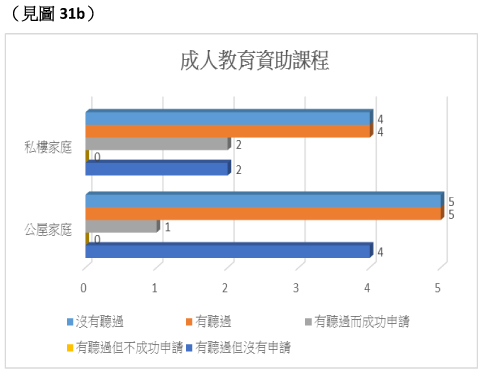 （見圖 31b）
成人教育資助課程
私樓家庭
4
4
2
0
2
公屋家庭
5
5
1
0
4
0 1 2 3 4 5
沒有聽過 有聽過 有聽過而成功申請
有聽過但不成功申請 有聽過但沒有申請